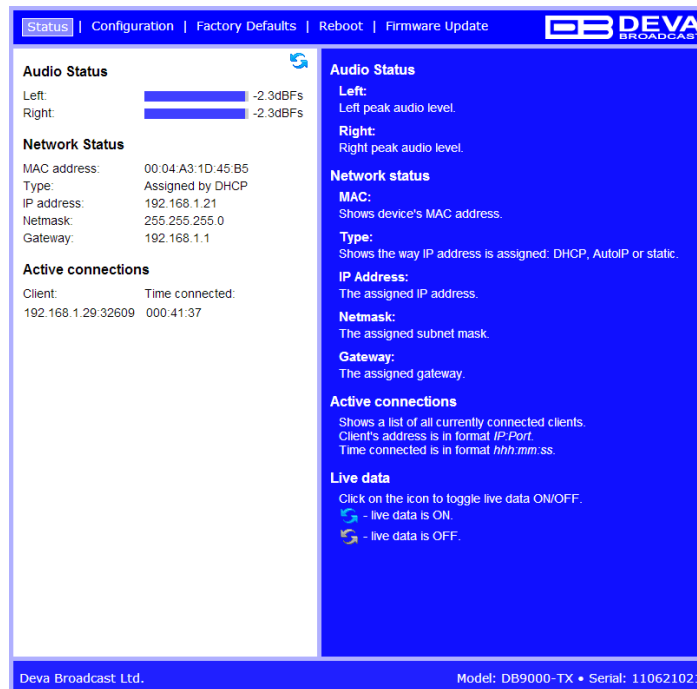 Status | Configuration | Factory Defaults | Reboot | Firmware Update
DB DEVA
BROADCAST
Audio Status
Left: -2.3dBFs
Right: -2.3dBFs
Network Status
MAC address: 00:04:A3:1D:45:B5
Type: Assigned by DHCP
IP address: 192.168.1.21
Netmask: 255.255.255.0
Gateway: 192.168.1.1
Active connections
Client: Time connected:
192.168.1.29:32609 000:41:37
Audio Status
Left:
Left peak audio level.
Right:
Right peak audio level.
Network status
MAC:
Shows device's MAC address.
Type:
Shows the way IP address is assigned: DHCP, AutoIP or static.
IP Address:
The assigned IP address.
Netmask:
The assigned subnet mask.
Gateway:
The assigned gateway.
Active connections
Shows a list of all currently connected clients.
Client's address is in format IP:Port.
Time connected is in format hhh:mm:ss.
Live data
Click on the icon to toggle live data ON/OFF.
- live data is ON.
- live data is OFF.
Deva Broadcast Ltd.
Model: DB9000-TX • Serial: 11062102